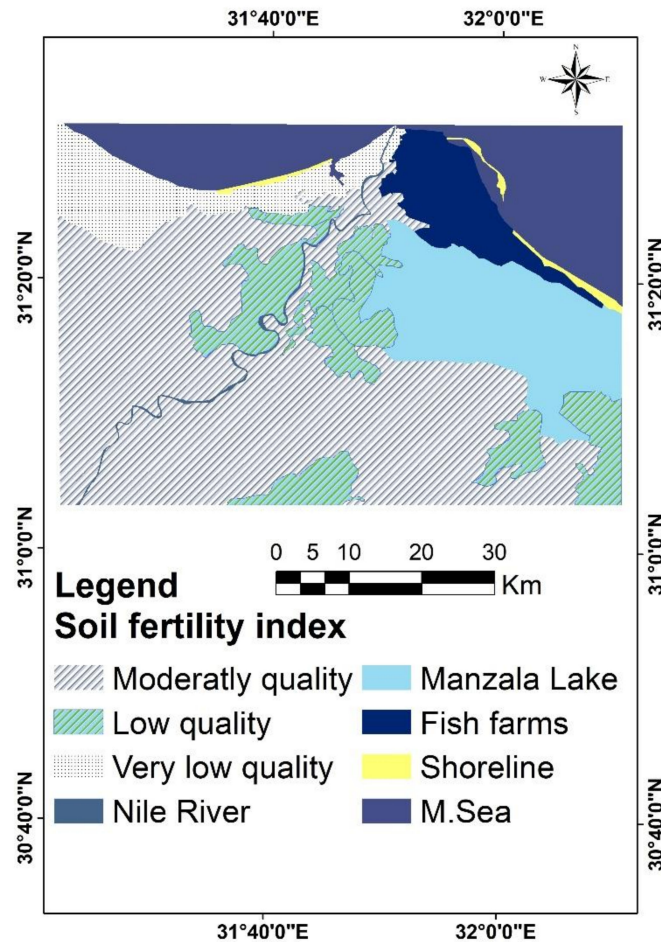 31°40'0"E 32°0'0"E
N
W E
S
31°20'0"N 31°20'0"N
31°0'0"N 31°0'0"N
0 5 10 20 30
Km
Legend
Soil fertility index
Moderatly quality Manzala Lake
Low quality Fish farms
Very low quality Shoreline
Nile River M.Sea
30°40'0"N 30°40'0"N
31°40'0"E 32°0'0"E